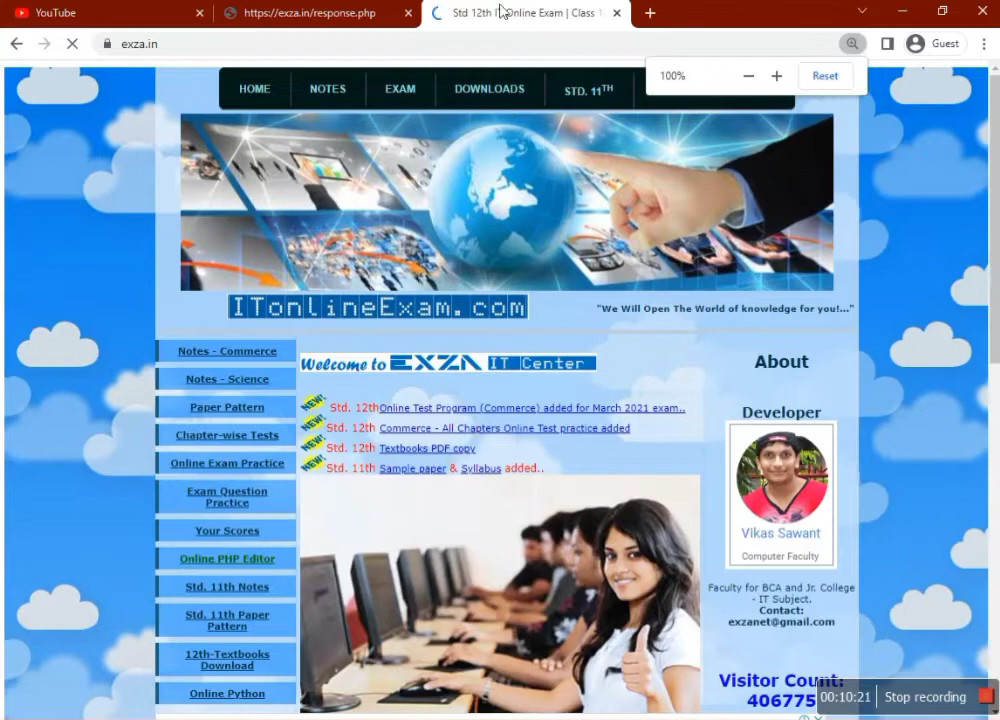 YouTube
https://exza.in/response.php
Std 12th IT Online Exam | Class 1
exza.in
Guest
100%
Reset
HOME
NOTES
EXAM
DOWNLOADS
STD. 11TH
ITonlineExam.com
"We Will Open The World of knowledge for you!..."
Notes - Commerce
Notes - Science
Paper Pattern
Chapter-wise Tests
Online Exam Practice
Exam Question
Practice
Your Scores
Online PHP Editor
Std. 11th Notes
Std. 11th Paper
Pattern
12th-Textbooks
Download
Online Python
Welcome to EXZA IT Center
NEW! Std. 12th Online Test Program (Commerce) added for March 2021 exam..
NEW! Std. 12th Commerce - All Chapters Online Test practice added
NEW! Std. 12th Textbooks PDF copy
NEW! Std. 11th Sample paper & Syllabus added..
About
Developer
Vikas Sawant
Computer Faculty
Faculty for BCA and Jr. College
- IT Subject.
Contact:
exzanet@gmail.com
Visitor Count:
406775
00:10:21 Stop recording